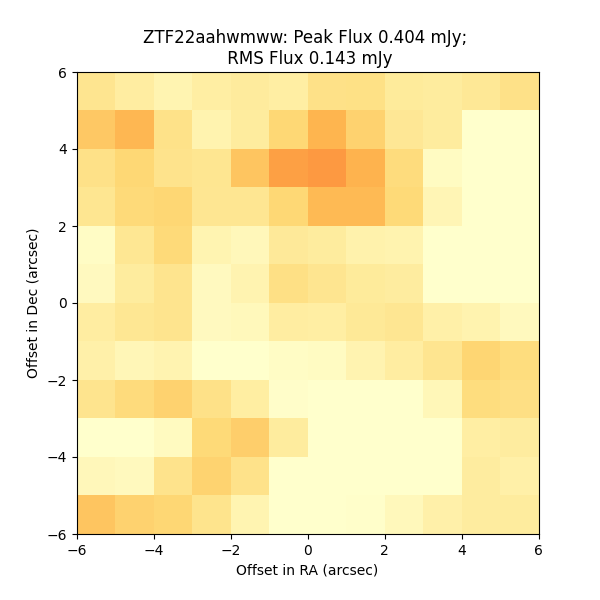 ZTF22aahwmww: Peak Flux 0.404 mJy;
RMS Flux 0.143 mJy
6
4
2
0
−2
−4
−6
Offset in Dec (arcsec)
−6 −4 −2 0 2 4 6
Offset in RA (arcsec)